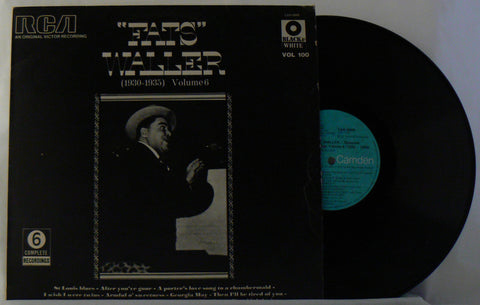 RCA
AN ORIGINAL VICTOR RECORDING
"FATS"
WALLER
(1930-1935) Volume 6
BLACK &
WHITE
VOL 100
6
COMPLETE
RECORDINGS
St Louis blues - After you're gone - A porter's love song to a chambermaid -
I wish I were twins - Armful o' sweetness - Georgia May - Then I'll be tired of you -
Camden